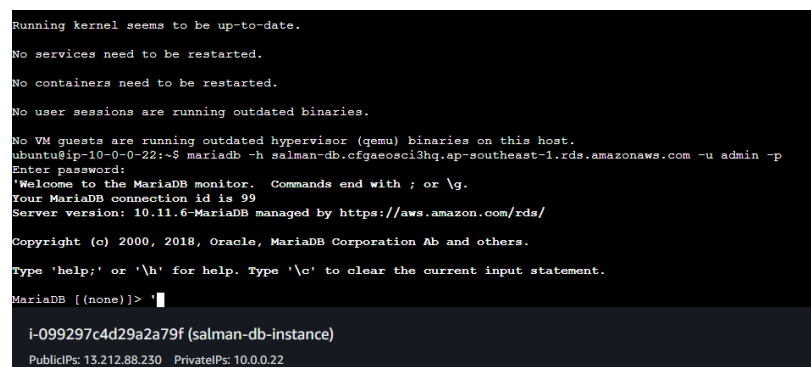 Running kernel seems to be up-to-date.
No services need to be restarted.
No containers need to be restarted.
No user sessions are running outdated binaries.
No VM guests are running outdated hypervisor (qemu) binaries on this host.
ubuntu@ip-10-0-0-22:~$ mariadb -h salman-db.cfgaeosci3hq.ap-southeast-1.rds.amazonaws.com -u admin -p
Enter password:
'Welcome to the MariaDB monitor.  Commands end with ; or \g.
Your MariaDB connection id is 99
Server version: 10.11.6-MariaDB managed by https://aws.amazon.com/rds/
Copyright (c) 2000, 2018, Oracle, MariaDB Corporation Ab and others.
Type 'help;' or '\h' for help. Type '\c' to clear the current input statement.
MariaDB [(none)]> '
i-099297c4d29a2a79f (salman-db-instance)
PublicIPs: 13.212.88.230    PrivateIPs: 10.0.0.22